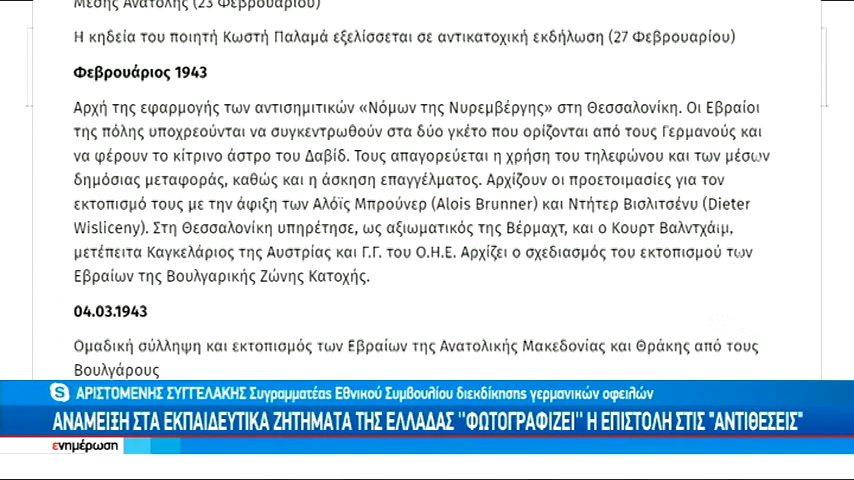 Μέσης Ανατολής (23 Φεβρουαρίου)
Η κηδεία του ποιητή Κωστή Παλαμά εξελίσσεται σε αντικατοχική εκδήλωση (27 Φεβρουαρίου)
Φεβρουάριος 1943
Αρχή της εφαρμογής των αντισημιτικών «Νόμων της Νυρεμβέργης» στη Θεσσαλονίκη. Οι Εβραίοι
της πόλης υποχρεούνται να συγκεντρωθούν στα δύο γκέτο που ορίζονται από τους Γερμανούς και
να φέρουν το κίτρινο άστρο του Δαβίδ. Τους απαγορεύεται η χρήση του τηλεφώνου και των μέσων
δημόσιας μεταφοράς, καθώς και η άσκηση επαγγέλματος. Αρχίζουν οι προετοιμασίες για τον
εκτοπισμό τους με την άφιξη των Αλόϊς Μπρούνερ (Alois Brunner) και Ντήτερ Βισλιτσένυ (Dieter
Wisliceny). Στη Θεσσαλονίκη υπηρέτησε, ως αξιωματικός της Βέρμαχτ, και ο Κουρτ Βαλντχάιμ,
μετέπειτα Καγκελάριος της Αυστρίας και Γ.Γ. του Ο.Η.Ε. Αρχίζει ο σχεδιασμός του εκτοπισμού των
Εβραίων της Βουλγαρικής Ζώνης Κατοχής.
04.03.1943
Ομαδική σύλληψη και εκτοπισμός των Εβραίων της Ανατολικής Μακεδονίας και Θράκης από τους
Βουλγάρους
ΑΡΙΣΤΟΜΕΝΗΣ ΣΥΓΓΕΛΑΚΗΣ Συγραμματέας Εθνικού Συμβουλίου διεκδίκησης γερμανικών οφειλών
ΑΝΑΜΕΙΞΗ ΣΤΑ ΕΚΠΑΙΔΕΥΤΙΚΑ ΖΗΤΗΜΑΤΑ ΤΗΣ ΕΛΛΑΔΑΣ "ΦΩΤΟΓΡΑΦΙΖΕΙ" Η ΕΠΙΣΤΟΛΗ ΣΤΙΣ "ΑΝΤΙΘΕΣΕΙΣ"
ενημέρωση